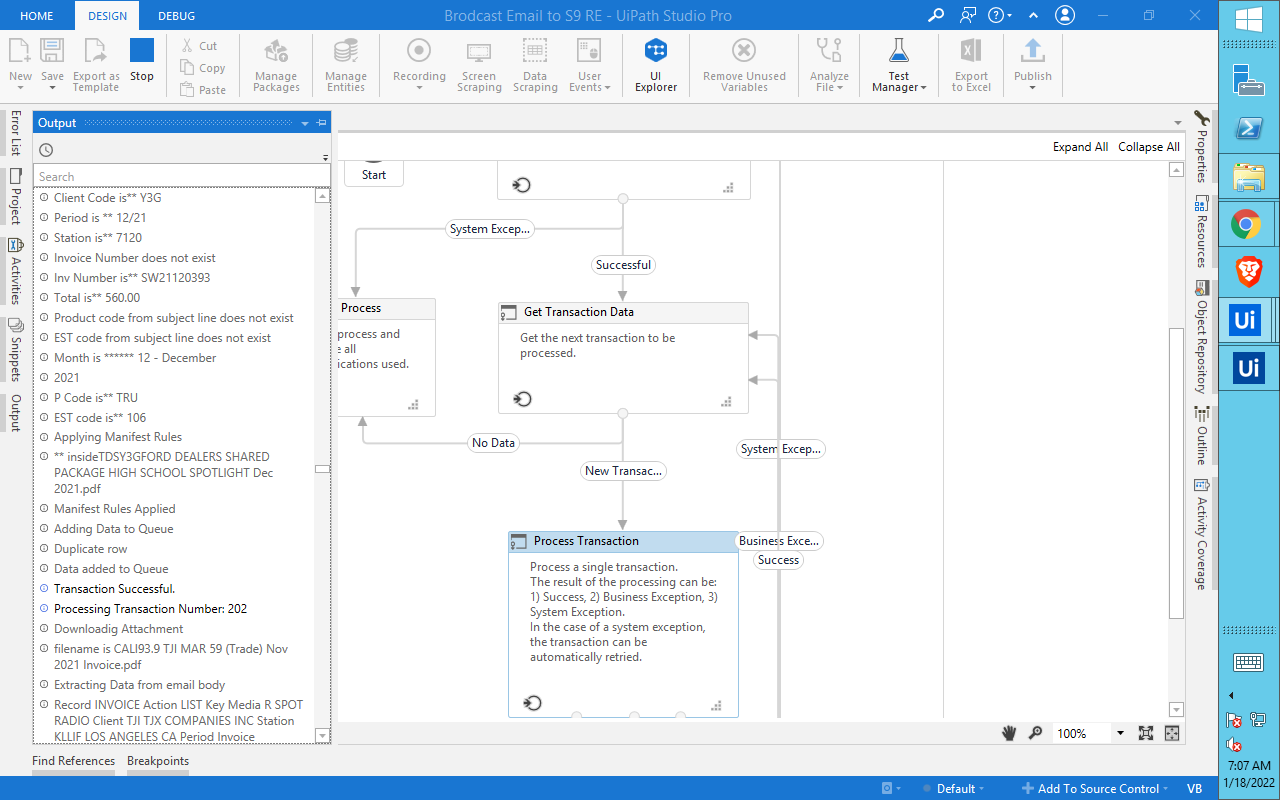 HOME
DESIGN
DEBUG
Brodcast Email to S9 RE - UiPath Studio Pro
New
Save
Export as
Template
Stop
Cut
Copy
Paste
Manage
Packages
Manage
Entities
Recording
Screen
Scraping
Data
Scraping
User
Events
UI
Explorer
Remove Unused
Variables
Analyze
File
Test
Manager
Export
to Excel
Publish
Error List
Project
Activities
Snippets
Output
Output
Search
Client Code is** Y3G
Period is ** 12/21
Station is** 7120
Invoice Number does not exist
Inv Number is** SW21120393
Total is** 560.00
Product code from subject line does not exist
EST code from subject line does not exist
Month is ****** 12 - December
2021
P Code is** TRU
EST code is** 106
Applying Manifest Rules
** insideTDSY3GFORD DEALERS SHARED
PACKAGE HIGH SCHOOL SPOTLIGHT Dec
2021.pdf
Manifest Rules Applied
Adding Data to Queue
Duplicate row
Data added to Queue
Transaction Successful.
Processing Transaction Number: 202
Downloadig Attachment
filename is CALI93.9 TJI MAR 59 (Trade) Nov
2021 Invoice.pdf
Extracting Data from email body
Record INVOICE Action LIST Key Media R SPOT
RADIO Client TJI TJX COMPANIES INC Station
KLLIF LOS ANGELES CA Period Invoice
Find References
Breakpoints
Expand All
Collapse All
Start
System Excep...
Successful
Process
process and
e all
ications used.
Get Transaction Data
Get the next transaction to be
processed.
No Data
System Excep...
New Transac...
Process Transaction
Business Exce...
Success
Process a single transaction.
The result of the processing can be:
1) Success, 2) Business Exception, 3)
System Exception.
In the case of a system exception,
the transaction can be
automatically retried.
100%
Properties
Resources
Object Repository
Outline
Activity Coverage
Default
Add To Source Control
VB
Ui
Ui
7:07 AM
1/18/2022